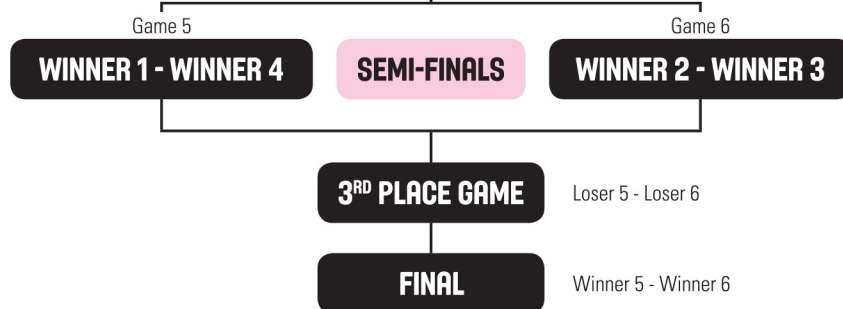 Game 5
Game 6
WINNER 1 - WINNER 4
SEMI-FINALS
WINNER 2 - WINNER 3
3RD PLACE GAME
Loser 5 - Loser 6
FINAL
Winner 5 - Winner 6